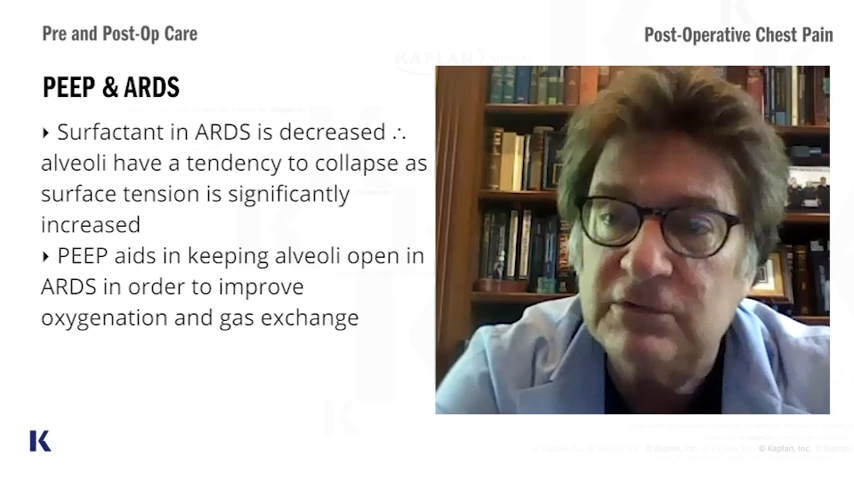 Pre and Post-Op Care
Post-Operative Chest Pain
KAPLAN
PEEP & ARDS
‣ Surfactant in ARDS is decreased ∴
alveoli have a tendency to collapse as
surface tension is significantly
increased
‣ PEEP aids in keeping alveoli open in
ARDS in order to improve
oxygenation and gas exchange
K
© Kaplan, Inc.